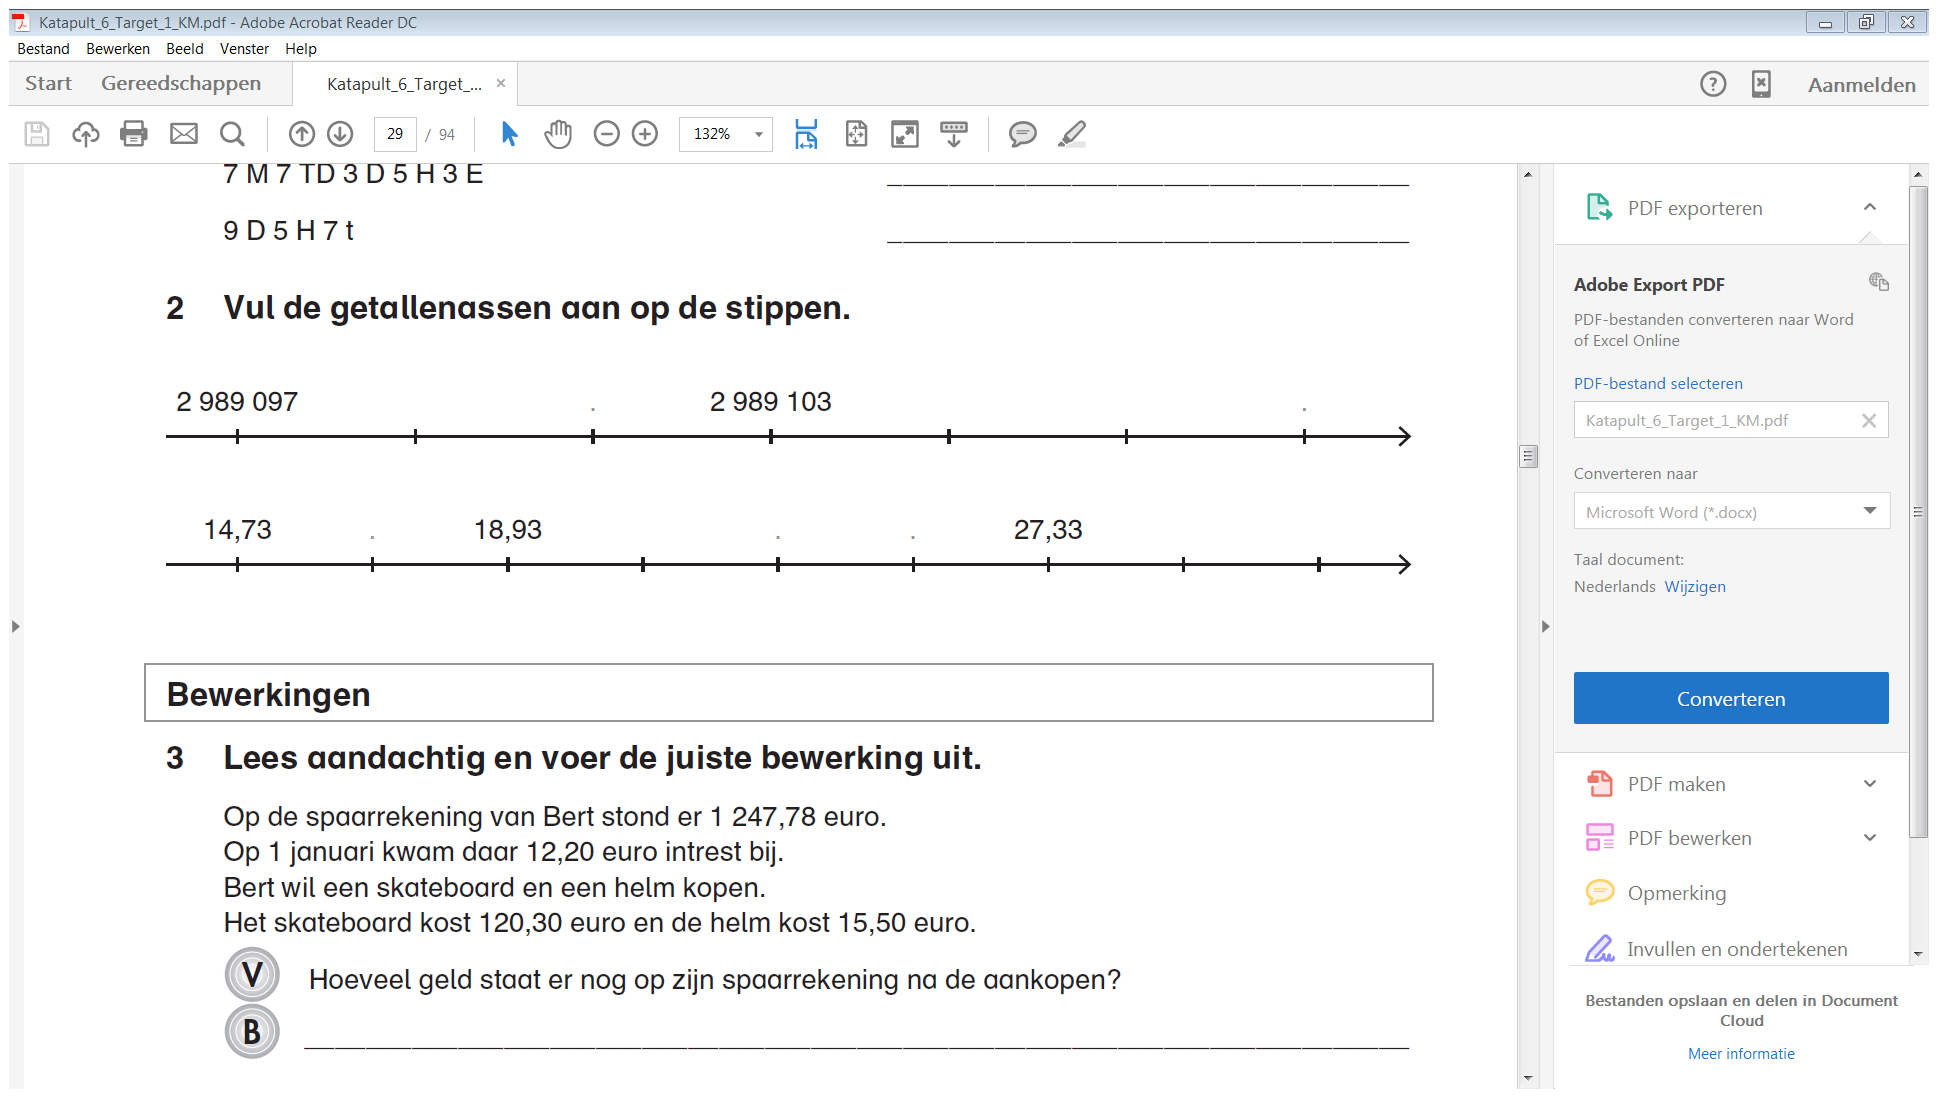 Katapult_6_Target_1_KM.pdf - Adobe Acrobat Reader DC
Bestand Bewerken Beeld Venster Help
Start Gereedschappen Katapult_6_Target_... × Aanmelden
29 / 94 132%
7 M 7 TD 3 D 5 H 3 E
9 D 5 H 7 t
2 Vul de getallenassen aan op de stippen.
2 989 097 . 2 989 103 .
14,73 . 18,93 . . 27,33
Bewerkingen
3 Lees aandachtig en voer de juiste bewerking uit.
Op de spaarrekening van Bert stond er 1 247,78 euro.
Op 1 januari kwam daar 12,20 euro intrest bij.
Bert wil een skateboard en een helm kopen.
Het skateboard kost 120,30 euro en de helm kost 15,50 euro.
V Hoeveel geld staat er nog op zijn spaarrekening na de aankopen?
B
PDF exporteren
Adobe Export PDF
PDF-bestanden converteren naar Word
of Excel Online
PDF-bestand selecteren
Katapult_6_Target_1_KM.pdf
Converteren naar
Microsoft Word (*.docx)
Taal document:
Nederlands Wijzigen
Converteren
PDF maken
PDF bewerken
Opmerking
Invullen en ondertekenen
Bestanden opslaan en delen in Document
Cloud
Meer informatie